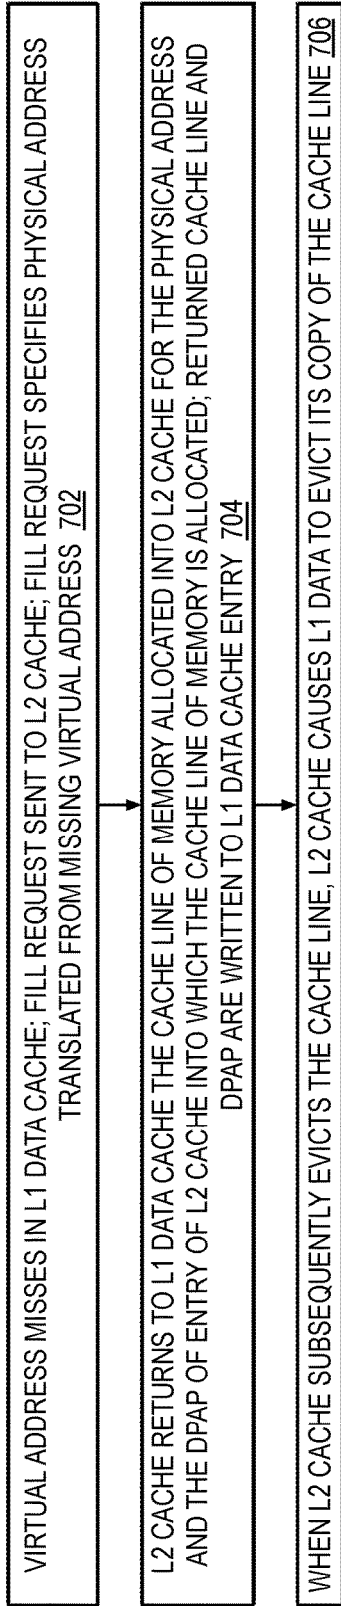 VIRTUAL ADDRESS MISSES IN L1 DATA CACHE; FILL REQUEST SENT TO L2 CACHE; FILL REQUEST SPECIFIES PHYSICAL ADDRESS
TRANSLATED FROM MISSING VIRTUAL ADDRESS 702
L2 CACHE RETURNS TO L1 DATA CACHE THE CACHE LINE OF MEMORY ALLOCATED INTO L2 CACHE FOR THE PHYSICAL ADDRESS
AND THE DPAP OF ENTRY OF L2 CACHE INTO WHICH THE CACHE LINE OF MEMORY IS ALLOCATED; RETURNED CACHE LINE AND
DPAP ARE WRITTEN TO L1 DATA CACHE ENTRY 704
WHEN L2 CACHE SUBSEQUENTLY EVICTS THE CACHE LINE, L2 CACHE CAUSES L1 DATA TO EVICT ITS COPY OF THE CACHE LINE 706